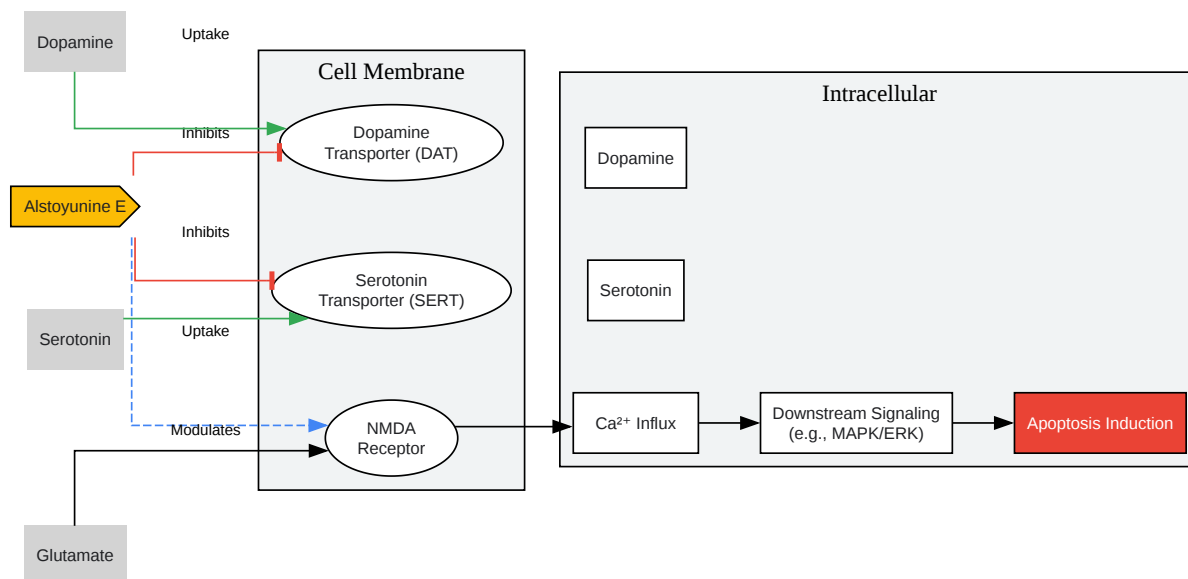 Dopamine
Uptake
Cell Membrane
Intracellular
Inhibits
Dopamine
Transporter (DAT)
Dopamine
Alstoyunine E
Inhibits
Serotonin
Transporter (SERT)
Serotonin
Serotonin
Uptake
Modulates
NMDA
Receptor
Ca²⁺ Influx
Downstream Signaling
(e.g., MAPK/ERK)
Apoptosis Induction
Glutamate